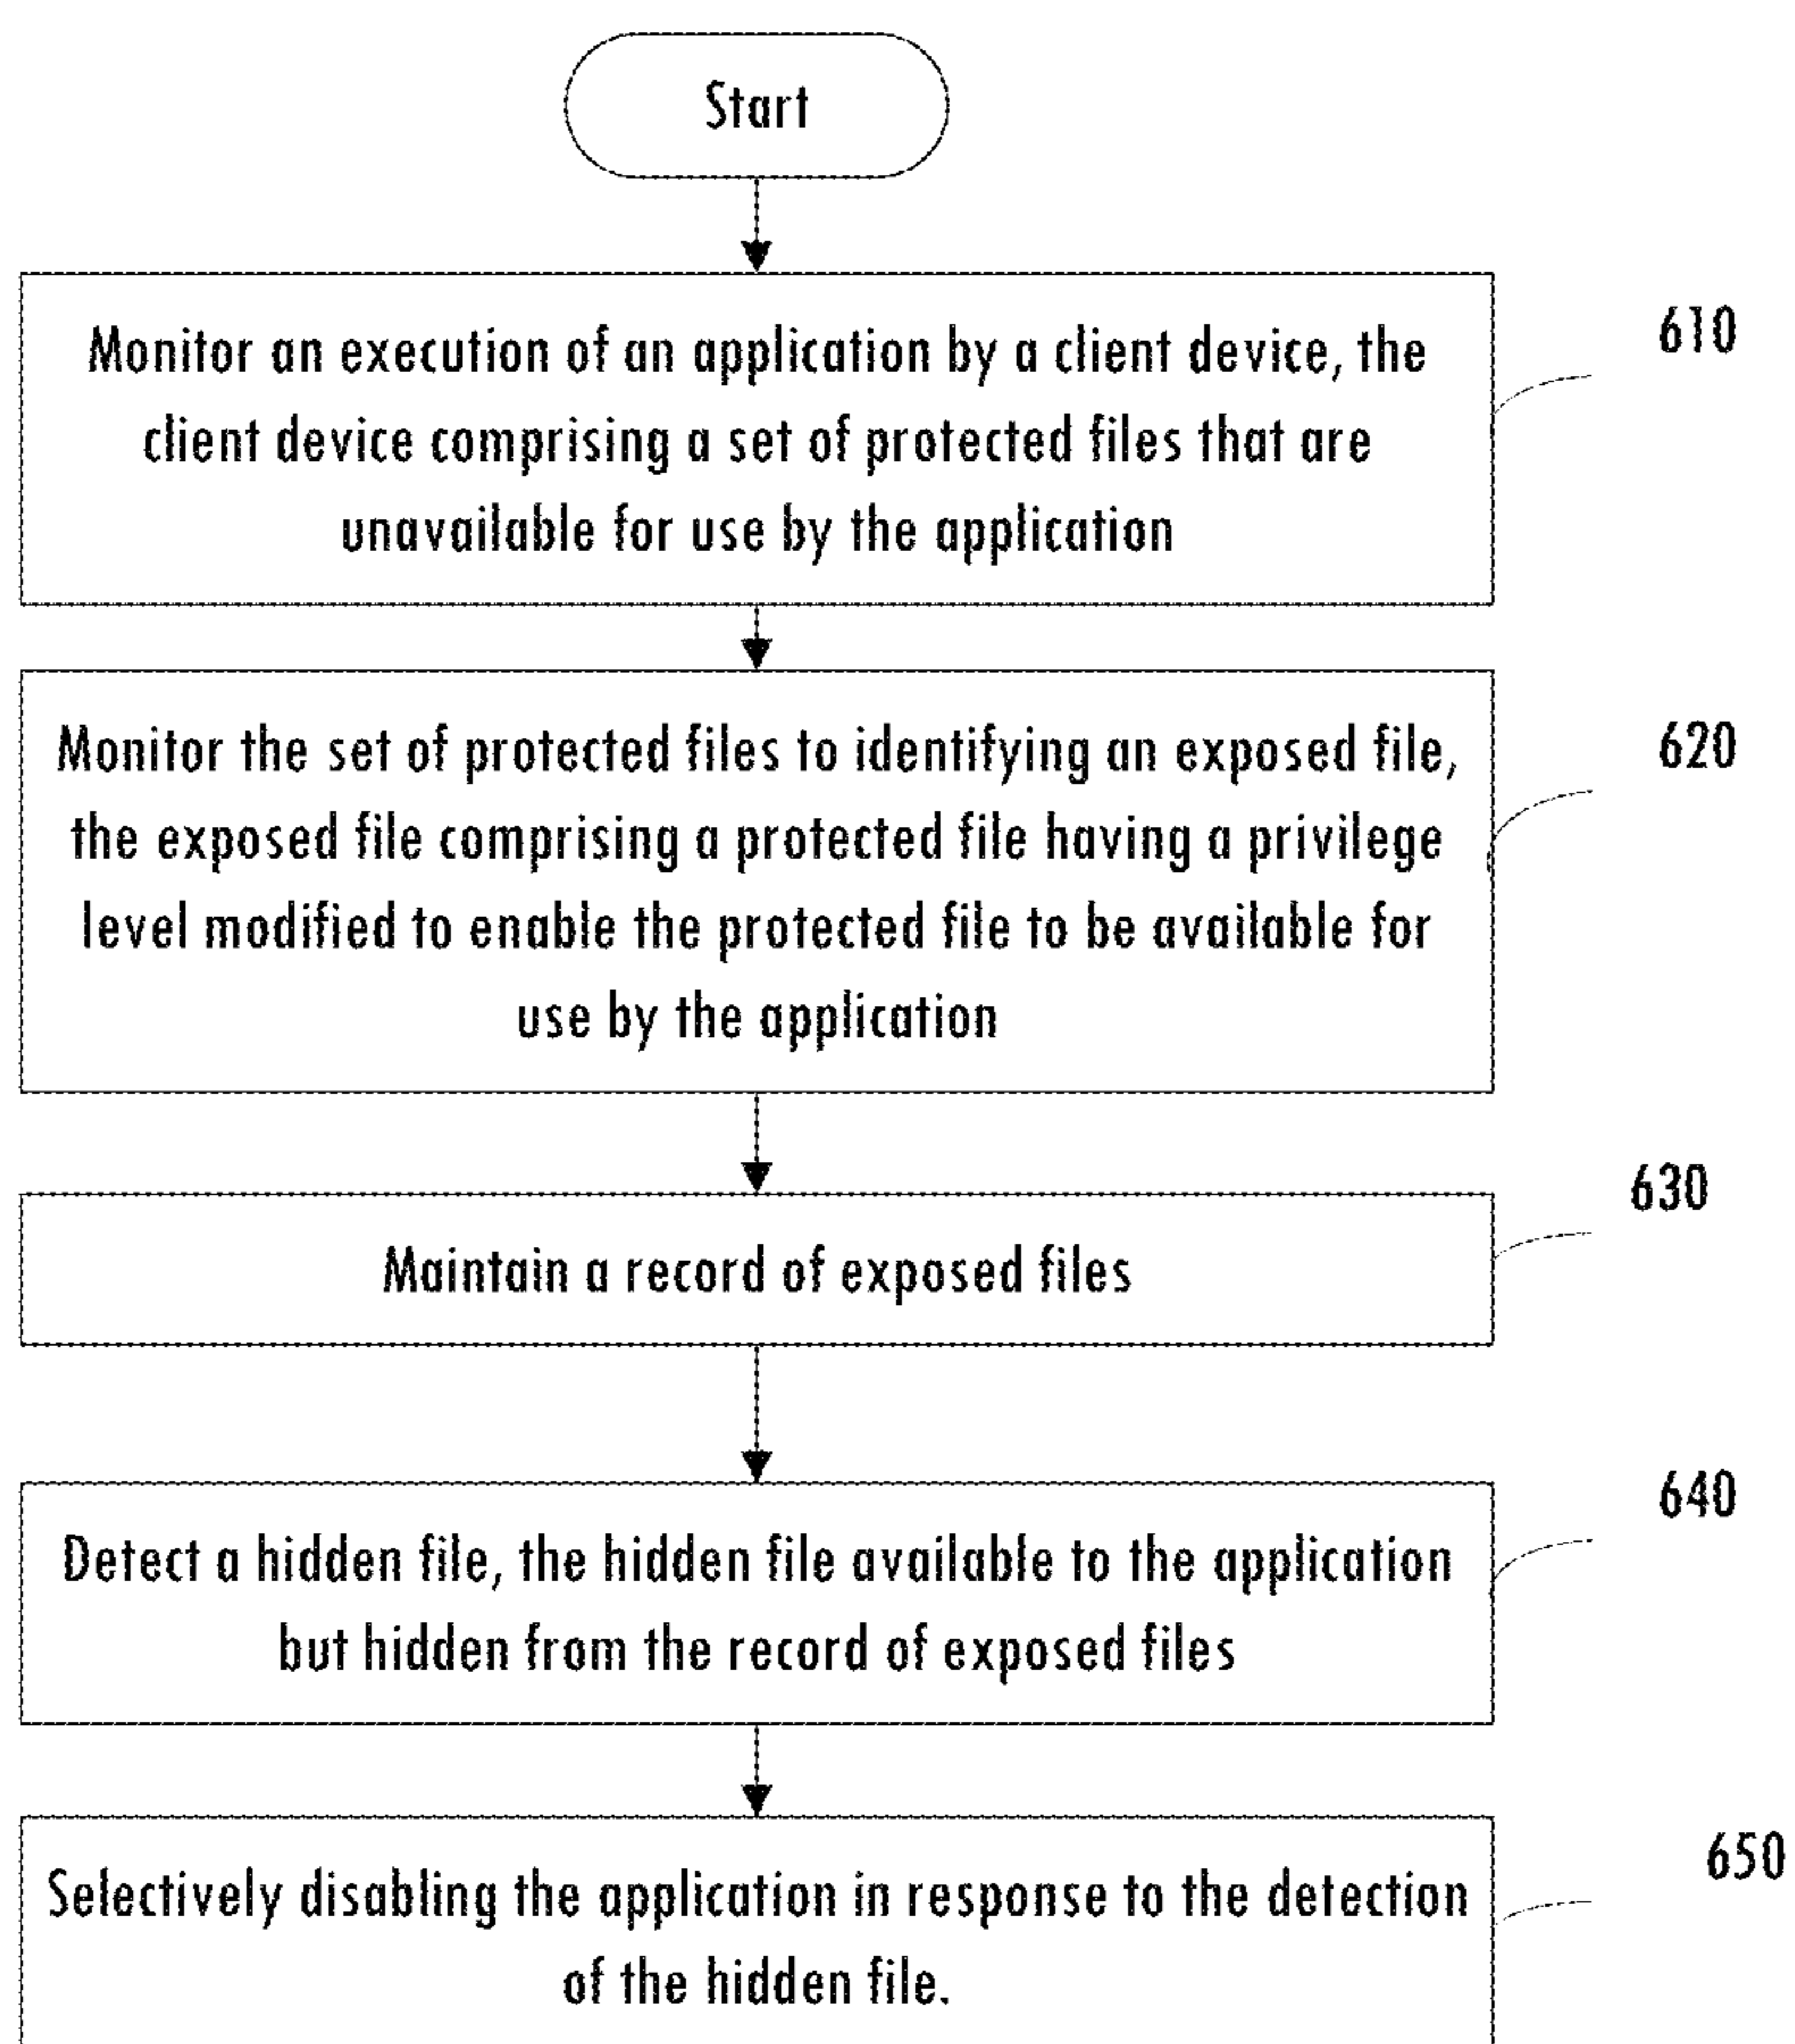 Start
Monitor an execution of an application by a client device, the
client device comprising a set of protected files that are
unavailable for use by the application
610
Monitor the set of protected files to identifying an exposed file,
the exposed file comprising a protected file having a privilege
level modified to enable the protected file to be available for
use by the application
620
Maintain a record of exposed files
630
Detect a hidden file, the hidden file available to the application
but hidden from the record of exposed files
640
Selectively disabling the application in response to the detection
of the hidden file.
650